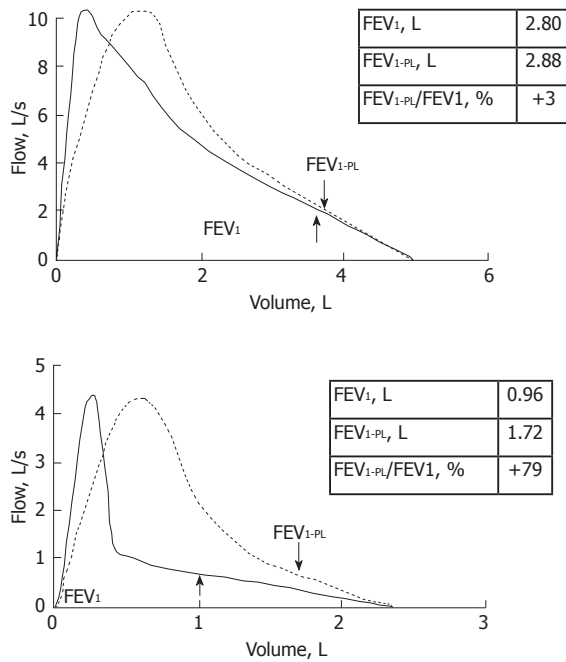 FEV1, L 2.80
FEV1-PL, L 2.88
FEV1-PL/FEV1, % +3
10
8
6
4
2
0
Flow, L/s
FEV1-PL
FEV1
0 2 4 6
Volume, L
FEV1, L 0.96
FEV1-PL, L 1.72
FEV1-PL/FEV1, % +79
5
4
3
2
1
0
Flow, L/s
FEV1-PL
FEV1
0 1 2 3
Volume, L